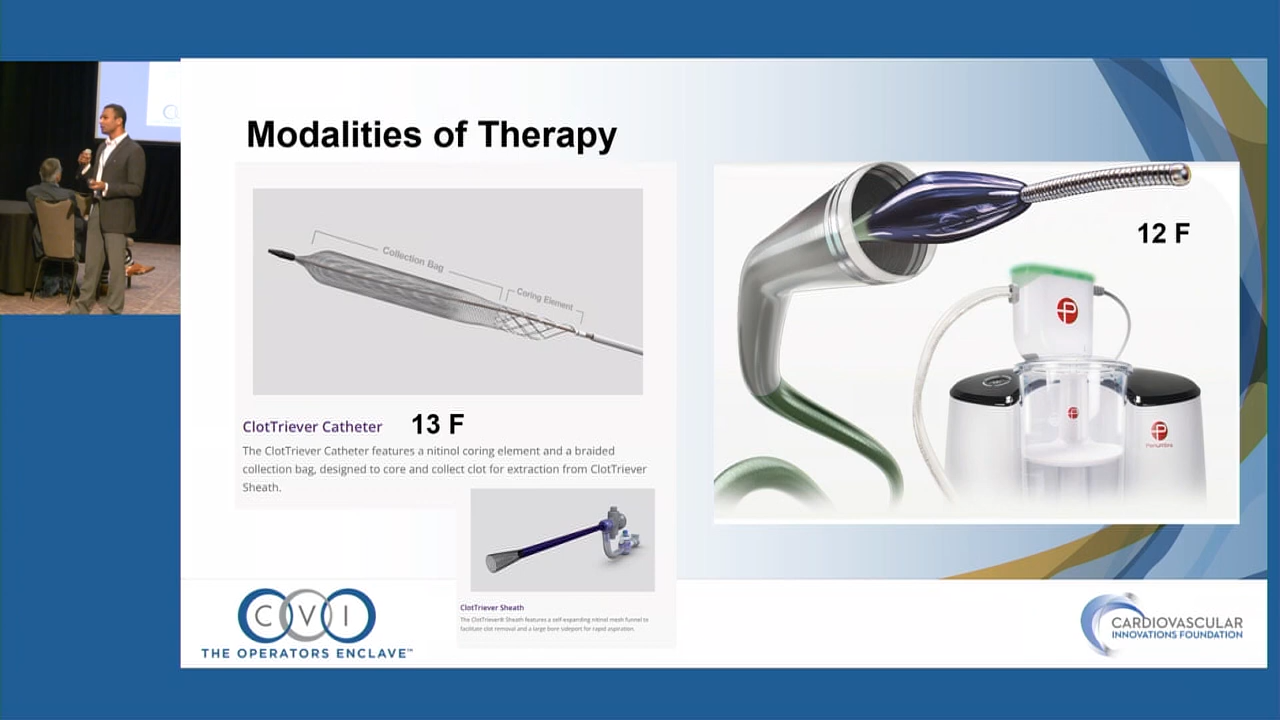 Modalities of Therapy
Collection Bag
Coring Element
ClotTriever Catheter 13 F
The ClotTriever Catheter features a nitinol coring element and a braided
collection bag, designed to core and collect clot for extraction from ClotTriever
Sheath.
ClotTriever Sheath
The ClotTriever® Sheath features a self-expanding nitinol mesh funnel to
facilitate clot removal and a large bore sideport for rapid aspiration.
12 F
P
P
P
Penumbra
CVI
THE OPERATORS ENCLAVE™
CARDIOVASCULAR
INNOVATIONS FOUNDATION